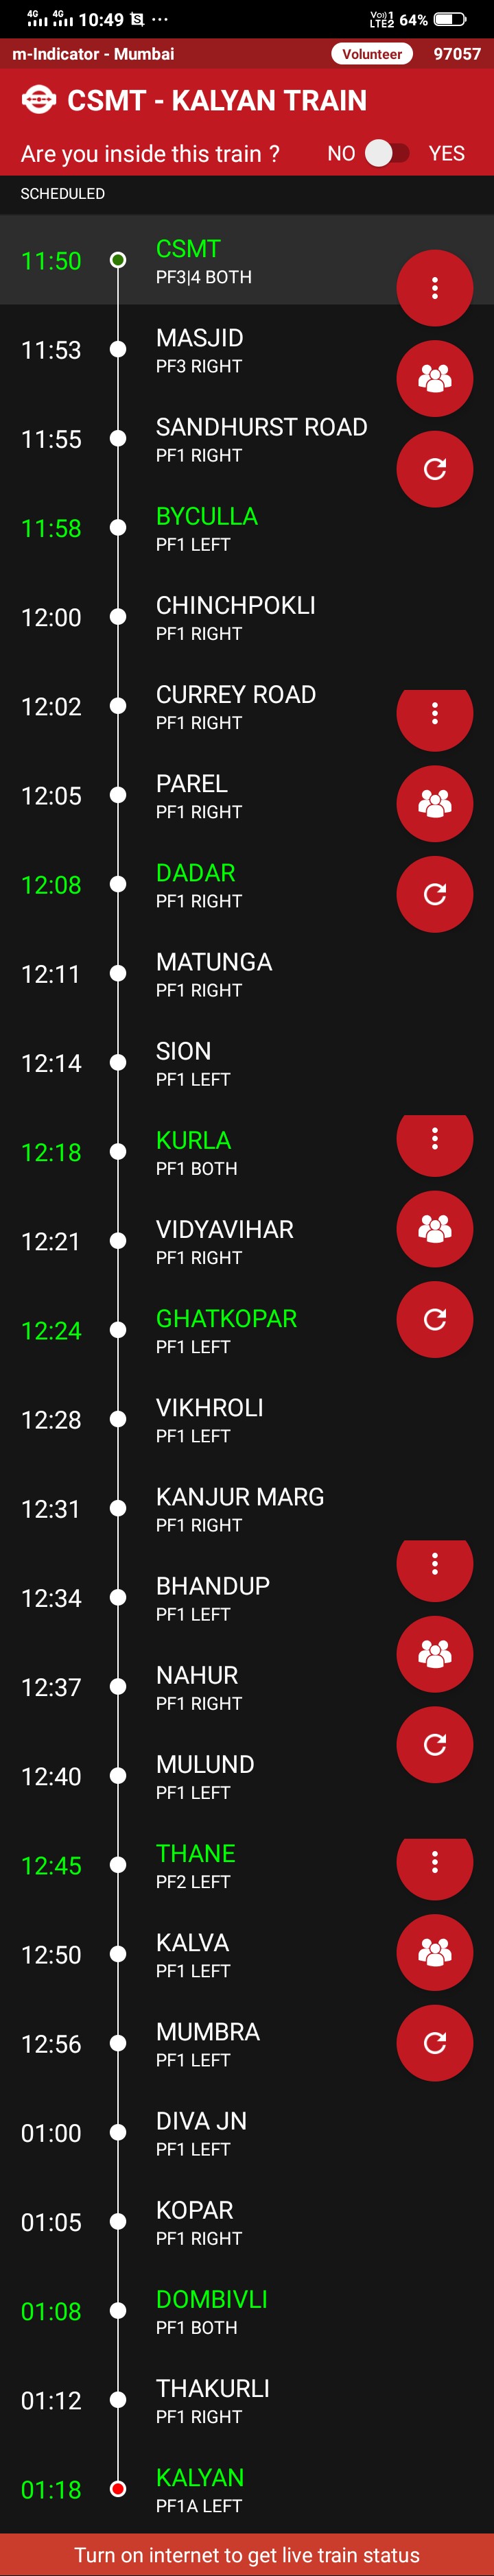 4G 4G 10:49 ...
Vo)) 1 LTE2 64%
m-Indicator - Mumbai Volunteer 97057
CSMT - KALYAN TRAIN
Are you inside this train ? NO YES
SCHEDULED
11:50 CSMT
PF3|4 BOTH
11:53 MASJID
PF3 RIGHT
11:55 SANDHURST ROAD
PF1 RIGHT
11:58 BYCULLA
PF1 LEFT
12:00 CHINCHPOKLI
PF1 RIGHT
12:02 CURREY ROAD
PF1 RIGHT
12:05 PAREL
PF1 RIGHT
12:08 DADAR
PF1 RIGHT
12:11 MATUNGA
PF1 RIGHT
12:14 SION
PF1 LEFT
12:18 KURLA
PF1 BOTH
12:21 VIDYAVIHAR
PF1 RIGHT
12:24 GHATKOPAR
PF1 LEFT
12:28 VIKHROLI
PF1 LEFT
12:31 KANJUR MARG
PF1 RIGHT
12:34 BHANDUP
PF1 LEFT
12:37 NAHUR
PF1 RIGHT
12:40 MULUND
PF1 LEFT
12:45 THANE
PF2 LEFT
12:50 KALVA
PF1 LEFT
12:56 MUMBRA
PF1 LEFT
01:00 DIVA JN
PF1 LEFT
01:05 KOPAR
PF1 RIGHT
01:08 DOMBIVLI
PF1 BOTH
01:12 THAKURLI
PF1 RIGHT
01:18 KALYAN
PF1A LEFT
Turn on internet to get live train status